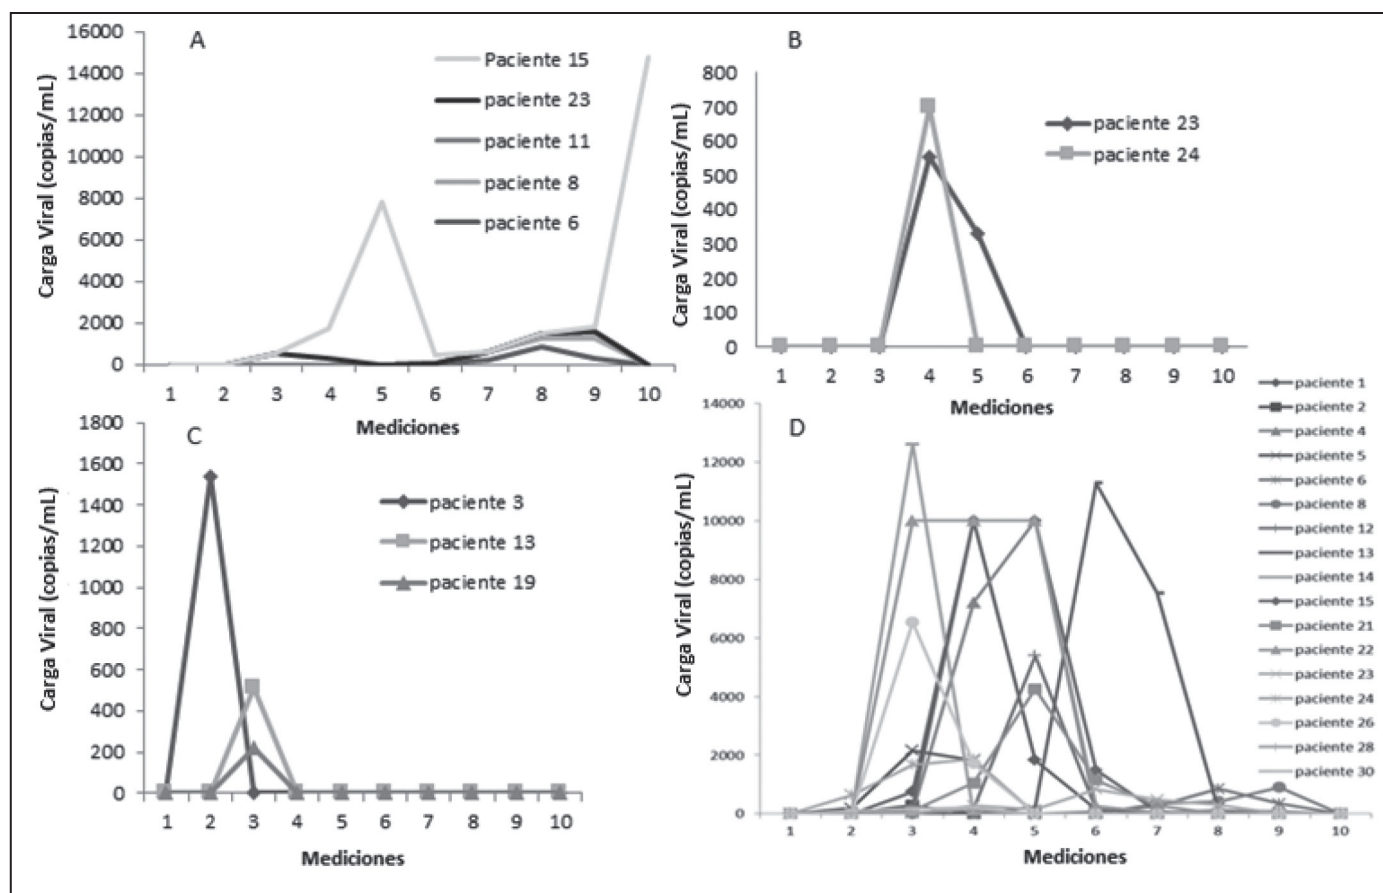 A
Carga Viral (copias/mL)
16000
14000
12000
10000
8000
6000
4000
2000
0
1 2 3 4 5 6 7 8 9 10
Mediciones
Paciente 15
paciente 23
paciente 11
paciente 8
paciente 6
B
Carga Viral (copias/mL)
800
700
600
500
400
300
200
100
0
1 2 3 4 5 6 7 8 9 10
Mediciones
paciente 23
paciente 24
C
Carga Viral (copias/mL)
1800
1600
1400
1200
1000
800
600
400
200
0
1 2 3 4 5 6 7 8 9 10
Mediciones
paciente 3
paciente 13
paciente 19
D
Carga Viral (copias/mL)
14000
12000
10000
8000
6000
4000
2000
0
1 2 3 4 5 6 7 8 9 10
Mediciones
paciente 1
paciente 2
paciente 4
paciente 5
paciente 6
paciente 8
paciente 12
paciente 13
paciente 14
paciente 15
paciente 21
paciente 22
paciente 23
paciente 24
paciente 26
paciente 28
paciente 30